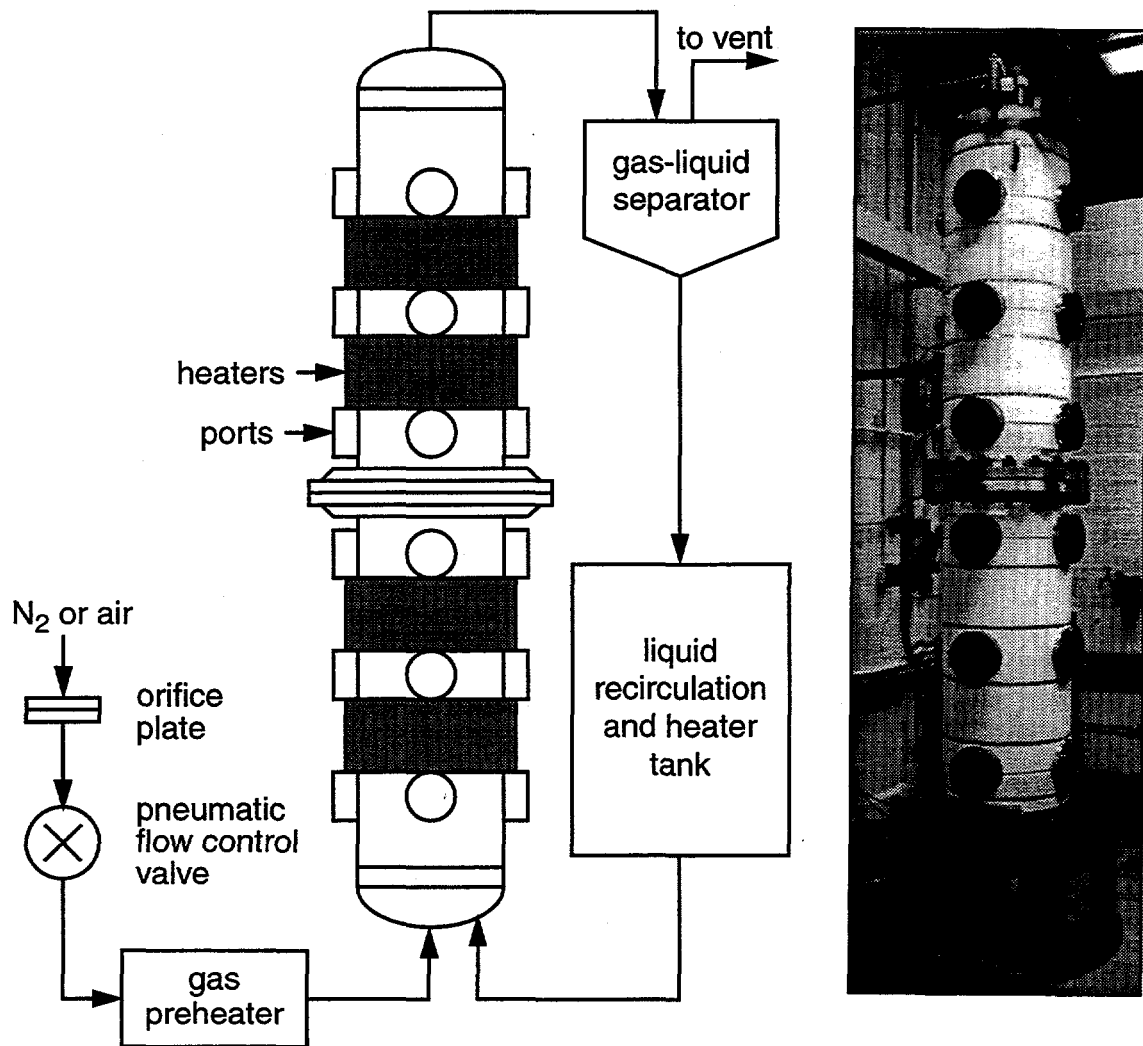 to vent
gas-liquid
separator
heaters
ports
N₂ or air
orifice
plate
pneumatic
flow control
valve
gas
preheater
liquid
recirculation
and heater
tank